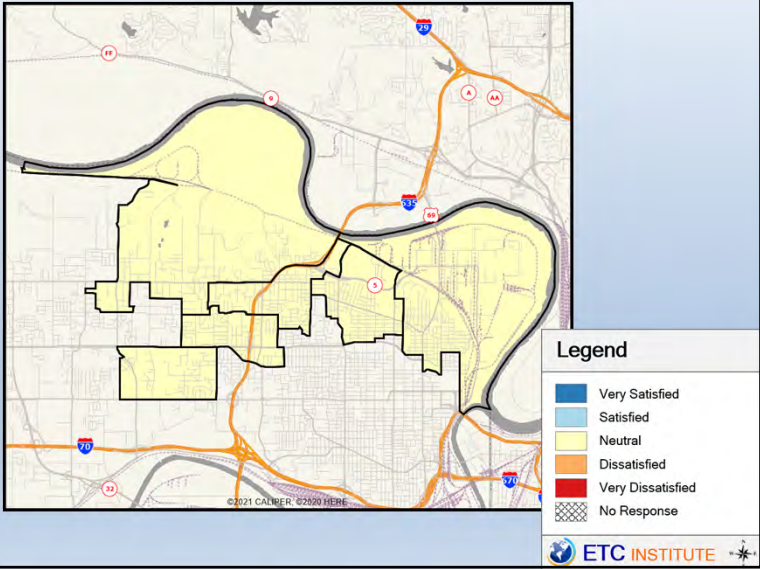 29
FF
A
AA
9
635
69
5
70
32
670
©2021 CALIPER; ©2020 HERE
Legend
Very Satisfied
Satisfied
Neutral
Dissatisfied
Very Dissatisfied
No Response
ETC INSTITUTE